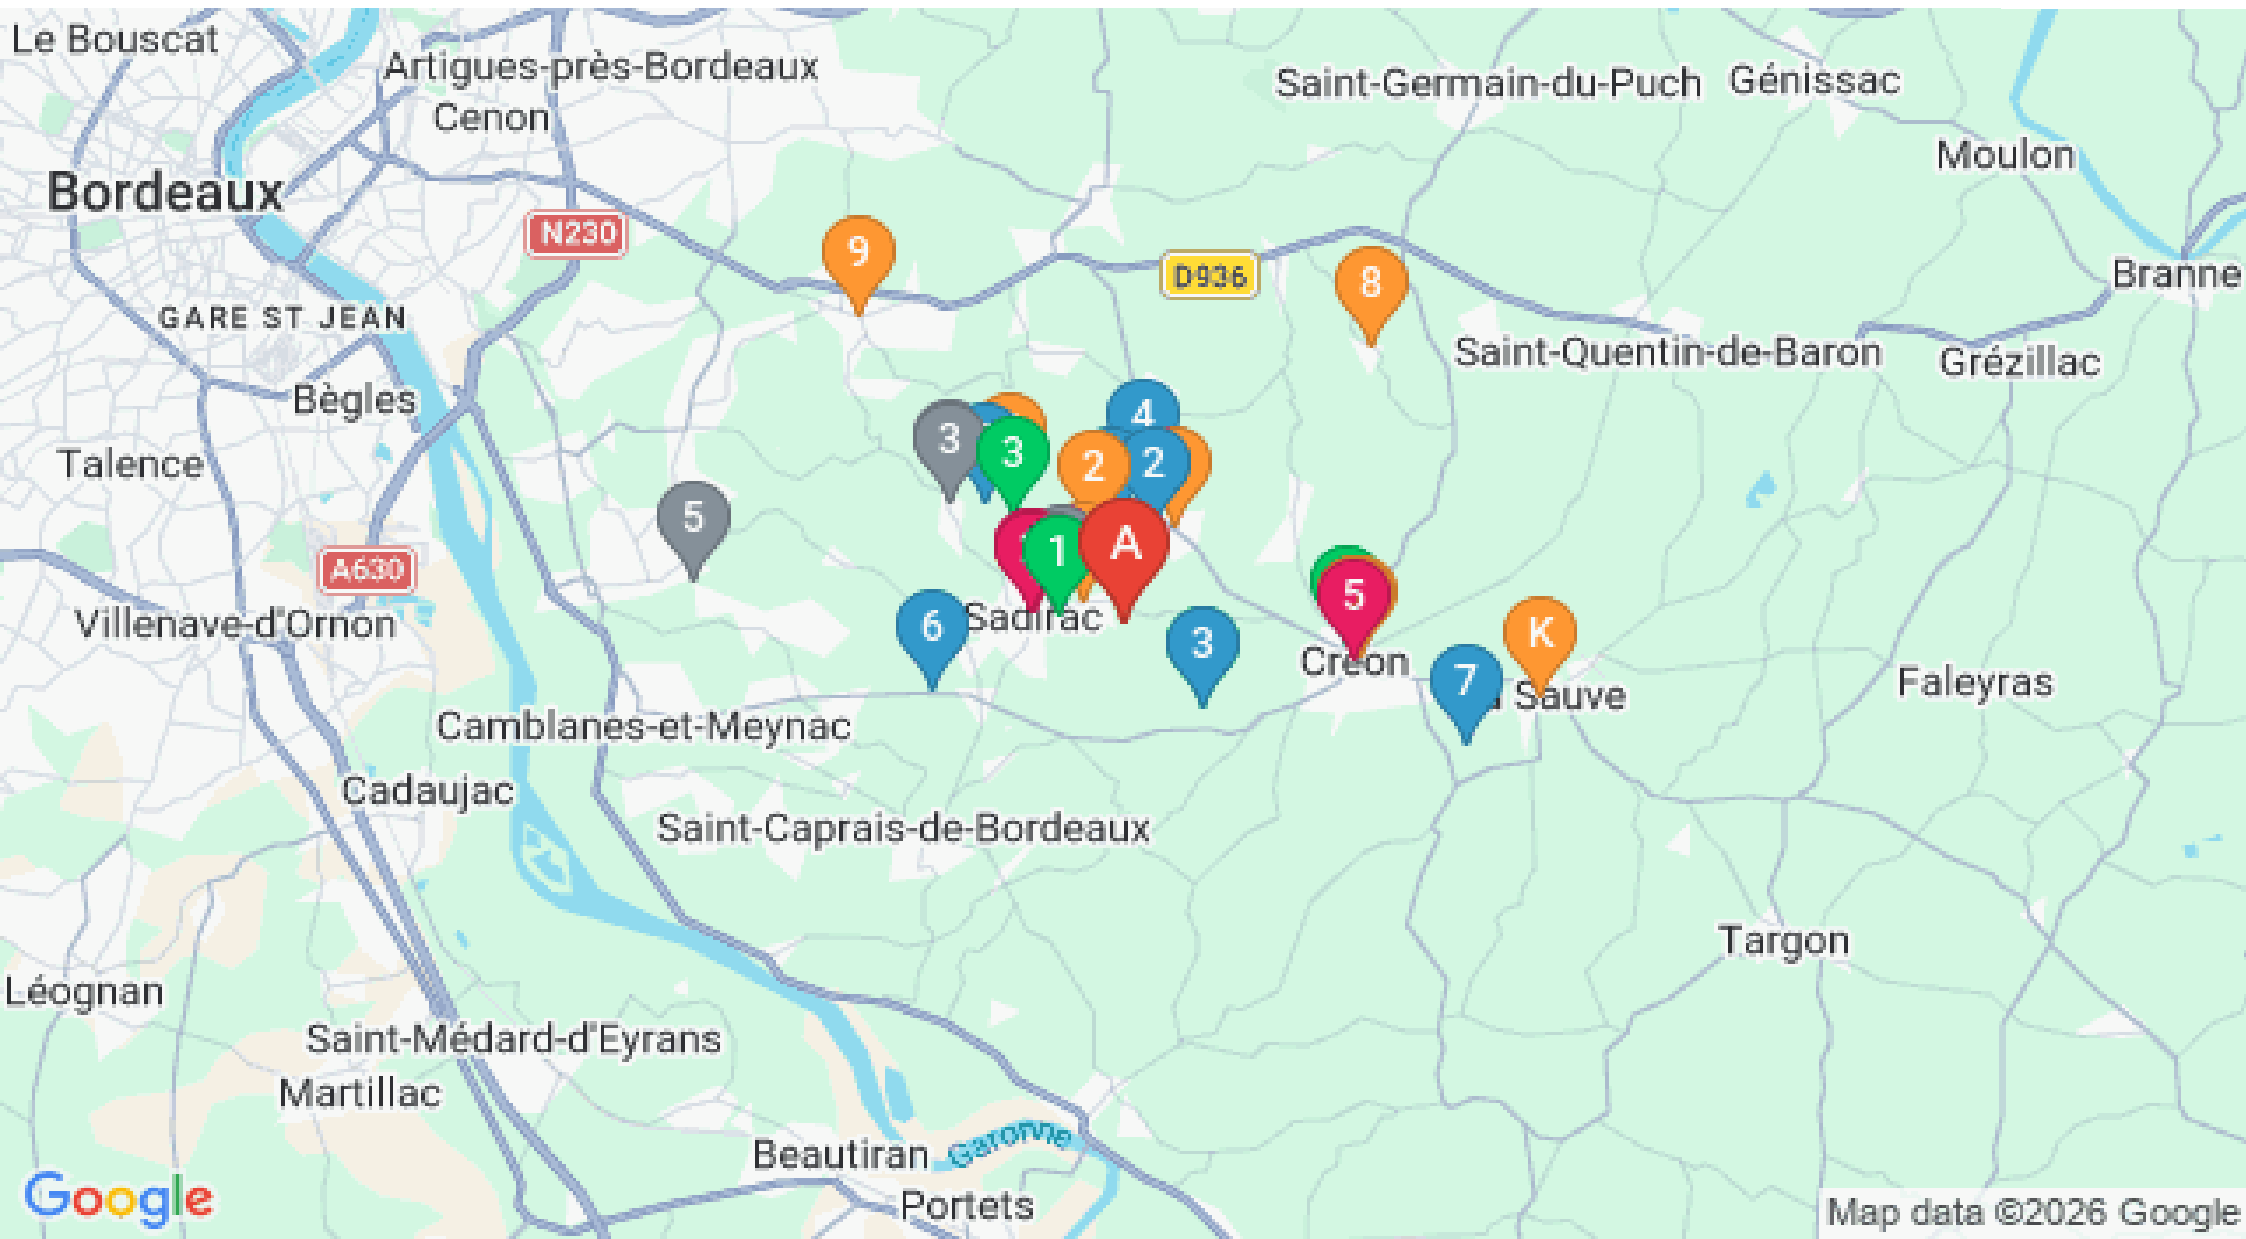 Le Bouscat
Artigues-près-Bordeaux
Saint-Germain-du-Puch
Génissac
Cenon
Moulon
Bordeaux
N230
9
D936
8
Branne
GARE ST JEAN
Saint-Quentin-de-Baron
Grézillac
Bègles
4
3
3
2
2
Talence
5
1
A
A630
5
Villenave-d'Ornon
6
Sadirac
3
K
Créon
7
Sauve
Faleyras
Camblanes-et-Meynac
Cadaujac
Saint-Caprais-de-Bordeaux
Targon
Léognan
Saint-Médard-d'Eyrans
Martillac
Garonne
Beautiran
Portets
Google
Map data ©2026 Google